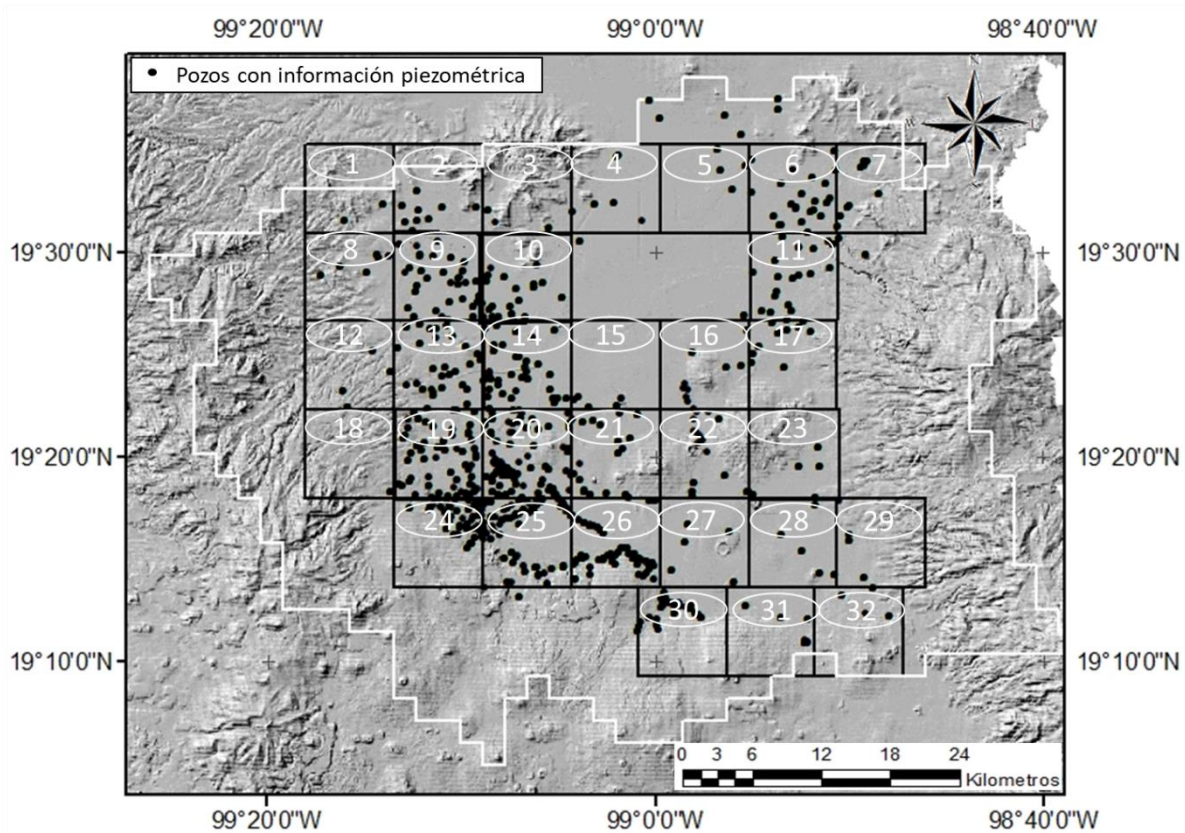 99°20'0"W 99°0'0"W 98°40'0"W
Pozos con información piezométrica
N
1 2 3 4 5 6 7
19°30'0"N 8 9 10 11 19°30'0"N
12 13 14 15 16 17
18 19 20 21 22 23
19°20'0"N 19°20'0"N
24 25 26 27 28 29
30 31 32
19°10'0"N 19°10'0"N
0 3 6 12 18 24
Kilometros
99°20'0"W 99°0'0"W 98°40'0"W